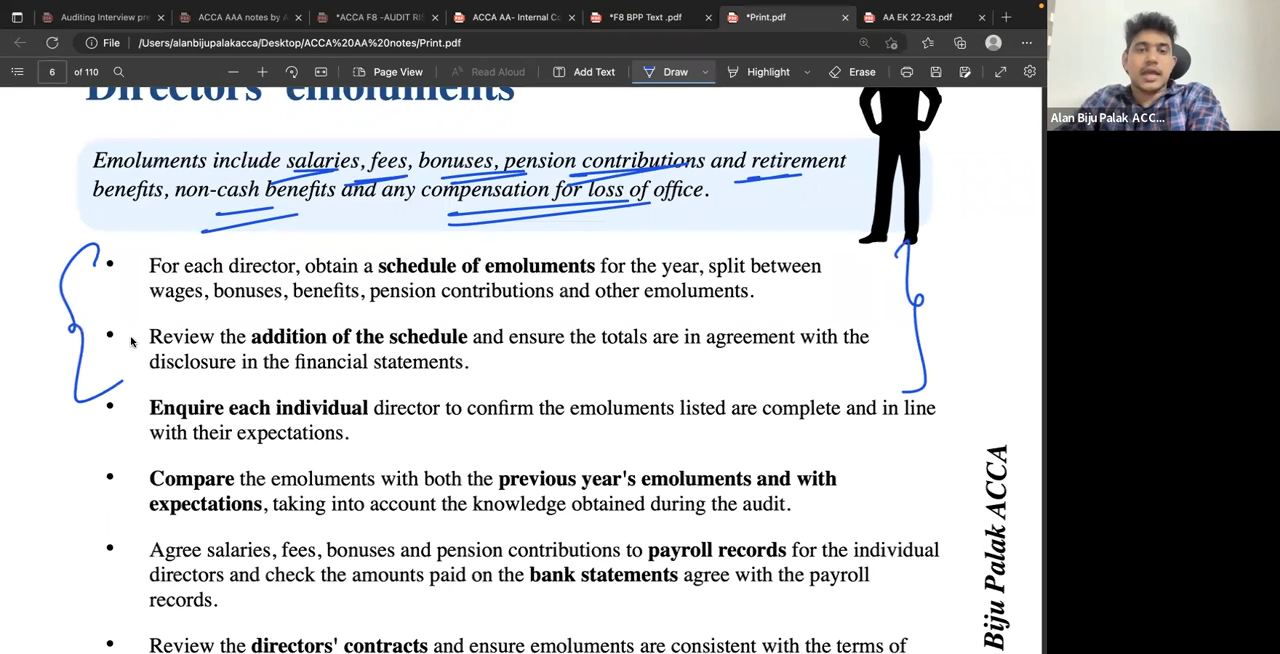 Auditing Interview pre
ACCA AAA notes by A
*ACCA F8 -AUDIT RI
ACCA AA- Internal Co
*F8 BPP Text .pdf
*Print.pdf
AA EK 22-23.pdf
File /Users/alanbijupalakacca/Desktop/ACCA%20AA%20notes/Print.pdf
6 of 110
Page View
Read Aloud
Add Text
Draw
Highlight
Erase
Alan Biju Palak ACC...
Directors' emoluments
Emoluments include salaries, fees, bonuses, pension contributions and retirement
benefits, non-cash benefits and any compensation for loss of office.
• For each director, obtain a schedule of emoluments for the year, split between
wages, bonuses, benefits, pension contributions and other emoluments.
• Review the addition of the schedule and ensure the totals are in agreement with the
disclosure in the financial statements.
• Enquire each individual director to confirm the emoluments listed are complete and in line
with their expectations.
• Compare the emoluments with both the previous year's emoluments and with
expectations, taking into account the knowledge obtained during the audit.
• Agree salaries, fees, bonuses and pension contributions to payroll records for the individual
directors and check the amounts paid on the bank statements agree with the payroll
records.
• Review the directors' contracts and ensure emoluments are consistent with the terms of
Biju Palak ACCA